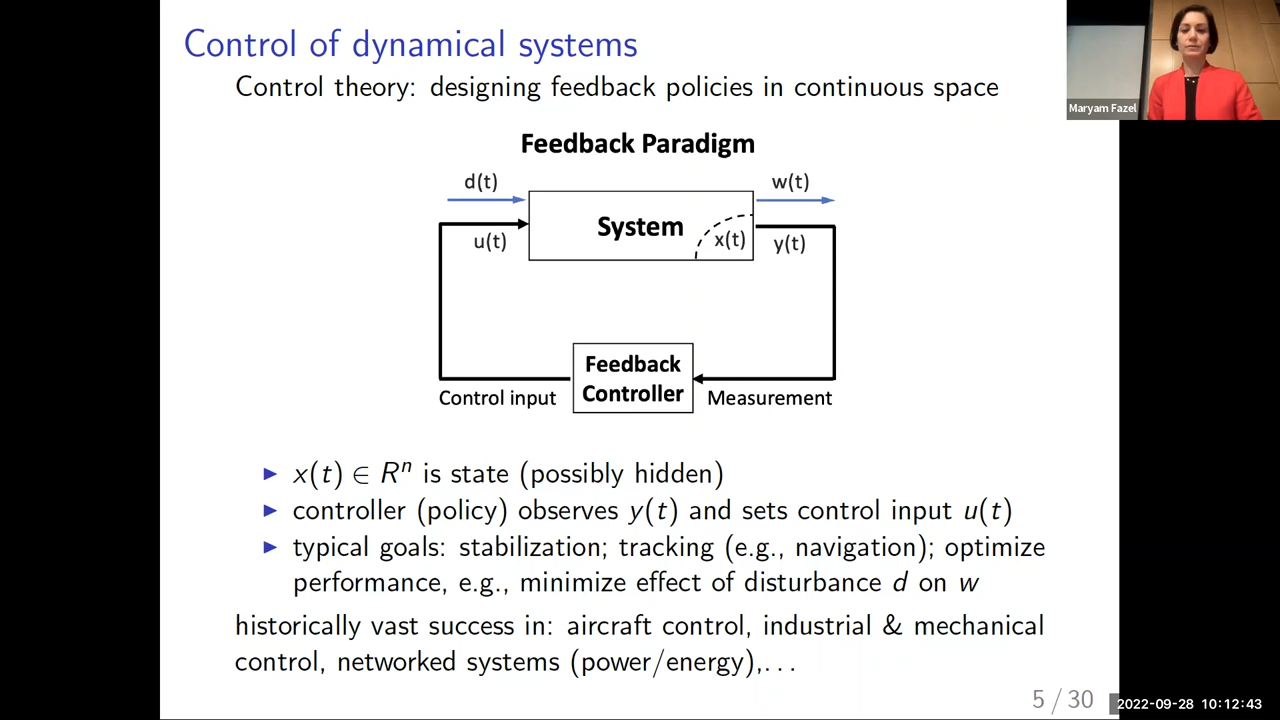 Control of dynamical systems
Maryam Fazel
Control theory: designing feedback policies in continuous space
Feedback Paradigm
d(t)
w(t)
System
u(t)
x(t)
y(t)
Feedback
Controller
Control input
Measurement
▶ x(t) ∈ Rⁿ is state (possibly hidden)
▶ controller (policy) observes y(t) and sets control input u(t)
▶ typical goals: stabilization; tracking (e.g., navigation); optimize
performance, e.g., minimize effect of disturbance d on w
historically vast success in: aircraft control, industrial & mechanical
control, networked systems (power/energy),...
5 / 30
2022-09-28 10:12:43